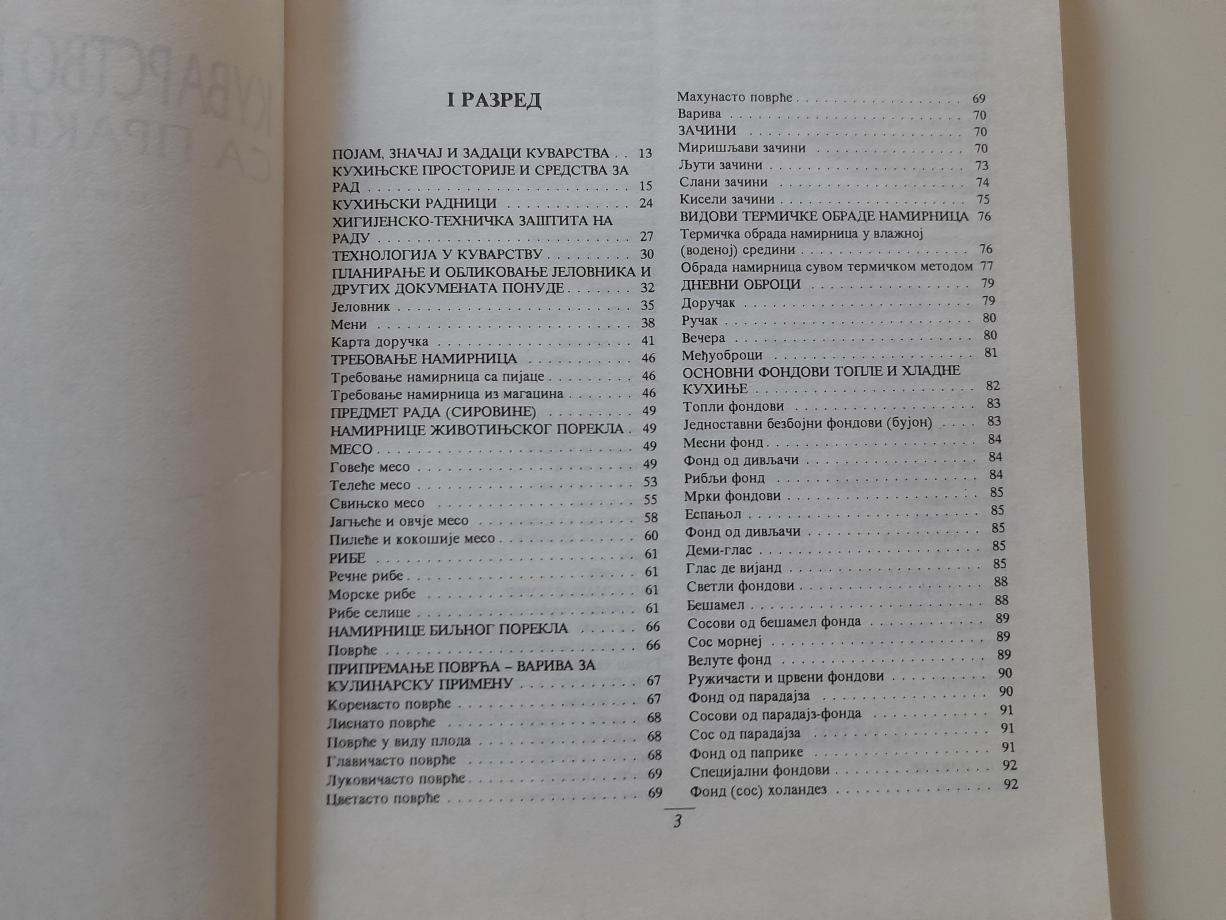 КУВАРСТВО
СА ПРАКТИ
I РАЗРЕД
ПОЈАМ, ЗНАЧАЈ И ЗАДАЦИ КУВАРСТВА . . 13
КУХИЊСКЕ ПРОСТОРИЈЕ И СРЕДСТВА ЗА
РАД . . . . . . . . . . . . . . . . . . . . 15
КУХИЊСКИ РАДНИЦИ . . . . . . . . . . 24
ХИГИЈЕНСКО-ТЕХНИЧКА ЗАШТИТА НА
РАДУ . . . . . . . . . . . . . . . . . . . . 27
ТЕХНОЛОГИЈА У КУВАРСТВУ . . . . . . . 30
ПЛАНИРАЊЕ И ОБЛИКОВАЊЕ ЈЕЛОВНИКА И
ДРУГИХ ДОКУМЕНАТА ПОНУДЕ . . . . . . . 32
Јеловник . . . . . . . . . . . . . . . . . . 35
Мени . . . . . . . . . . . . . . . . . . . . 38
Карта доручка . . . . . . . . . . . . . . . 41
ТРЕБОВАЊЕ НАМИРНИЦА . . . . . . . . . 46
Требовање намирница са пијаце . . . . . . . 46
Требовање намирница из магацина . . . . . . 46
ПРЕДМЕТ РАДА (СИРОВИНЕ) . . . . . . . . 49
НАМИРНИЦЕ ЖИВОТИЊСКОГ ПОРЕКЛА . 49
МЕСО . . . . . . . . . . . . . . . . . . . . 49
Говеђе месо . . . . . . . . . . . . . . . . 49
Телеће месо . . . . . . . . . . . . . . . . 53
Свињско месо . . . . . . . . . . . . . . . 55
Јагњеће и овчје месо . . . . . . . . . . . . 58
Пилеће и кокошије месо . . . . . . . . . . . 60
РИБЕ . . . . . . . . . . . . . . . . . . . . 61
Речне рибе . . . . . . . . . . . . . . . . . 61
Морске рибе . . . . . . . . . . . . . . . . 61
Рибе селице . . . . . . . . . . . . . . . . 61
НАМИРНИЦЕ БИЉНОГ ПОРЕКЛА . . . . . . 66
Поврће . . . . . . . . . . . . . . . . . . . 66
ПРИПРЕМАЊЕ ПОВРЋА – ВАРИВА ЗА
КУЛИНАРСКУ ПРИМЕНУ . . . . . . . . . . 67
Коренасто поврће . . . . . . . . . . . . . . 67
Лиснато поврће . . . . . . . . . . . . . . . 68
Поврће у виду плода . . . . . . . . . . . . 68
Главичасто поврће . . . . . . . . . . . . . 68
Луковичасто поврће . . . . . . . . . . . . . 69
Цветасто поврће . . . . . . . . . . . . . . 69
Махунасто поврће . . . . . . . . . . . . . . 69
Варива . . . . . . . . . . . . . . . . . . . 70
ЗАЧИНИ . . . . . . . . . . . . . . . . . . . 70
Миришљави зачини . . . . . . . . . . . . . 70
Љути зачини . . . . . . . . . . . . . . . . 73
Слани зачини . . . . . . . . . . . . . . . . 74
Кисели зачини . . . . . . . . . . . . . . . 75
ВИДОВИ ТЕРМИЧКЕ ОБРАДЕ НАМИРНИЦА 76
Термичка обрада намирница у влажној
(воденој) средини . . . . . . . . . . . . . . 76
Обрада намирница сувом термичком методом 77
ДНЕВНИ ОБРОЦИ . . . . . . . . . . . . . . 79
Доручак . . . . . . . . . . . . . . . . . . . 79
Ручак . . . . . . . . . . . . . . . . . . . . 80
Вечера . . . . . . . . . . . . . . . . . . . 80
Међуоброци . . . . . . . . . . . . . . . . . 81
ОСНОВНИ ФОНДОВИ ТОПЛЕ И ХЛАДНЕ
КУХИЊЕ . . . . . . . . . . . . . . . . . . . 82
Топли фондови . . . . . . . . . . . . . . . 83
Једноставни безбојни фондови (бујон) . . . . 83
Месни фонд . . . . . . . . . . . . . . . . . 84
Фонд од дивљачи . . . . . . . . . . . . . . 84
Рибљи фонд . . . . . . . . . . . . . . . . . 84
Мрки фондови . . . . . . . . . . . . . . . . 85
Еспањол . . . . . . . . . . . . . . . . . . . 85
Фонд од дивљачи . . . . . . . . . . . . . . 85
Деми-глас . . . . . . . . . . . . . . . . . . 85
Глас де вијанд . . . . . . . . . . . . . . . 85
Светли фондови . . . . . . . . . . . . . . . 88
Бешамел . . . . . . . . . . . . . . . . . . . 88
Сосови од бешамел фонда . . . . . . . . . . 89
Сос морнеј . . . . . . . . . . . . . . . . . 89
Велуте фонд . . . . . . . . . . . . . . . . 89
Ружичасти и црвени фондови . . . . . . . . 90
Фонд од парадајза . . . . . . . . . . . . . . 90
Сосови од парадајз-фонда . . . . . . . . . . 91
Сос од парадајза . . . . . . . . . . . . . . 91
Фонд од паприке . . . . . . . . . . . . . . 91
Специјални фондови . . . . . . . . . . . . . 92
Фонд (сос) холандез . . . . . . . . . . . . . 92
3